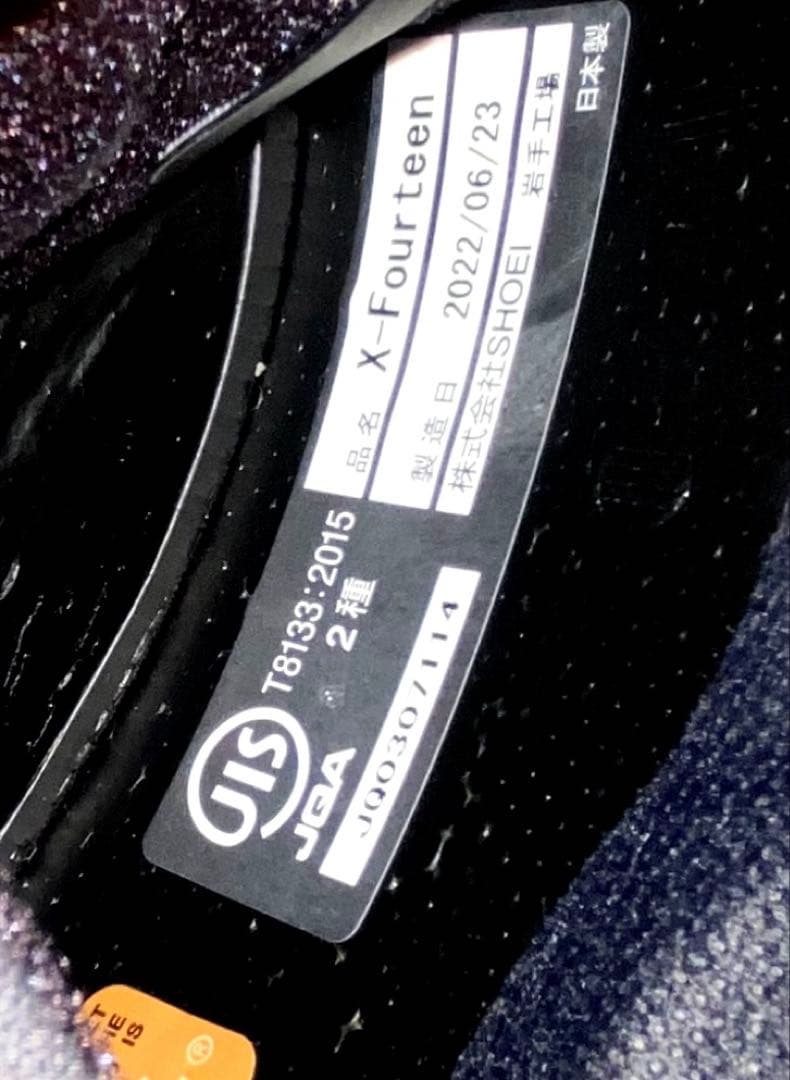 品名 X-Fourteen
製造日 2022/06/23
株式会社SHOEI 岩手工場
日本製
JIS T8133:2015
2種
JQA
JQ0307114
®